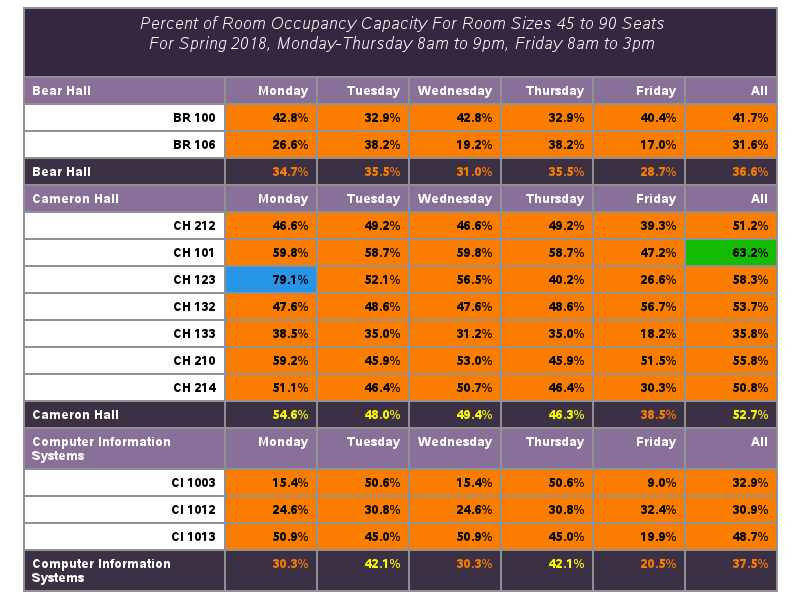 Percent of Room Occupancy Capacity For Room Sizes 45 to 90 Seats
For Spring 2018, Monday-Thursday 8am to 9pm, Friday 8am to 3pm
Bear Hall Monday Tuesday Wednesday Thursday Friday All
BR 100 42.8% 32.9% 42.8% 32.9% 40.4% 41.7%
BR 106 26.6% 38.2% 19.2% 38.2% 17.0% 31.6%
Bear Hall 34.7% 35.5% 31.0% 35.5% 28.7% 36.6%
Cameron Hall Monday Tuesday Wednesday Thursday Friday All
CH 212 46.6% 49.2% 46.6% 49.2% 39.3% 51.2%
CH 101 59.8% 58.7% 59.8% 58.7% 47.2% 63.2%
CH 123 79.1% 52.1% 56.5% 40.2% 26.6% 58.3%
CH 132 47.6% 48.6% 47.6% 48.6% 56.7% 53.7%
CH 133 38.5% 35.0% 31.2% 35.0% 18.2% 35.8%
CH 210 59.2% 45.9% 53.0% 45.9% 51.5% 55.8%
CH 214 51.1% 46.4% 50.7% 46.4% 30.3% 50.8%
Cameron Hall 54.6% 48.0% 49.4% 46.3% 38.5% 52.7%
Computer Information Monday Tuesday Wednesday Thursday Friday All
Systems
CI 1003 15.4% 50.6% 15.4% 50.6% 9.0% 32.9%
CI 1012 24.6% 30.8% 24.6% 30.8% 32.4% 30.9%
CI 1013 50.9% 45.0% 50.9% 45.0% 19.9% 48.7%
Computer Information 30.3% 42.1% 30.3% 42.1% 20.5% 37.5%
Systems